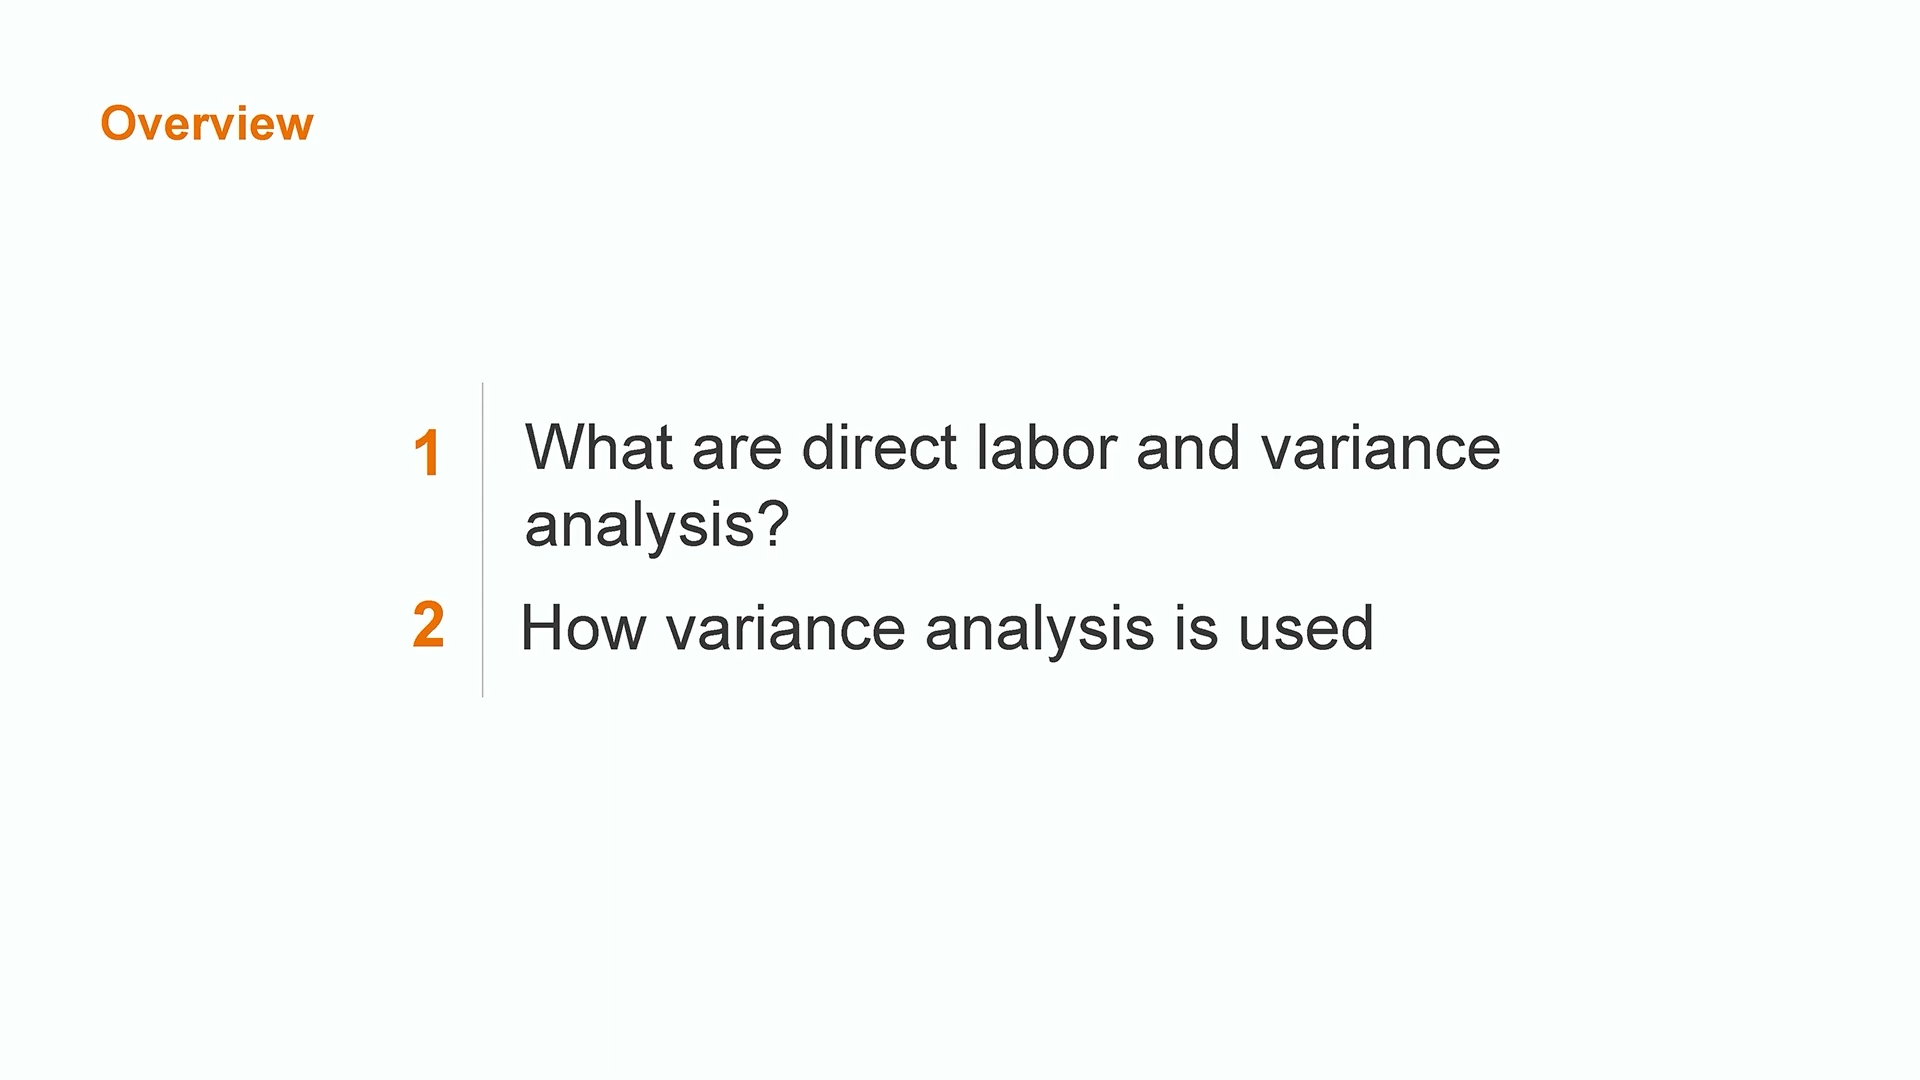 Overview
1 What are direct labor and variance
analysis?
2 How variance analysis is used